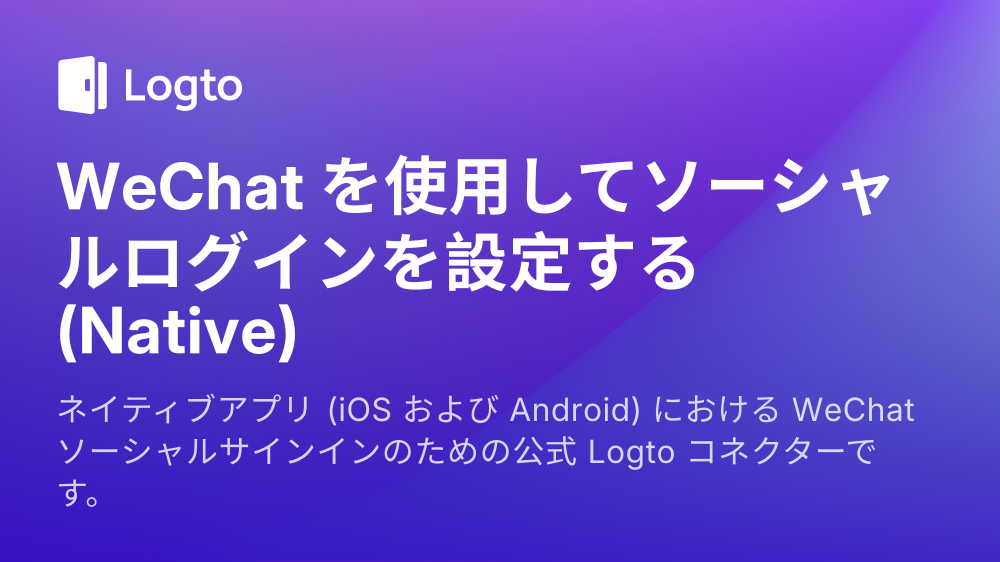 Logto
WeChat を使用してソーシャ
ルログインを設定する
(Native)
ネイティブアプリ (iOS および Android) における WeChat
ソーシャルサインインのための公式 Logto コネクターで
す。